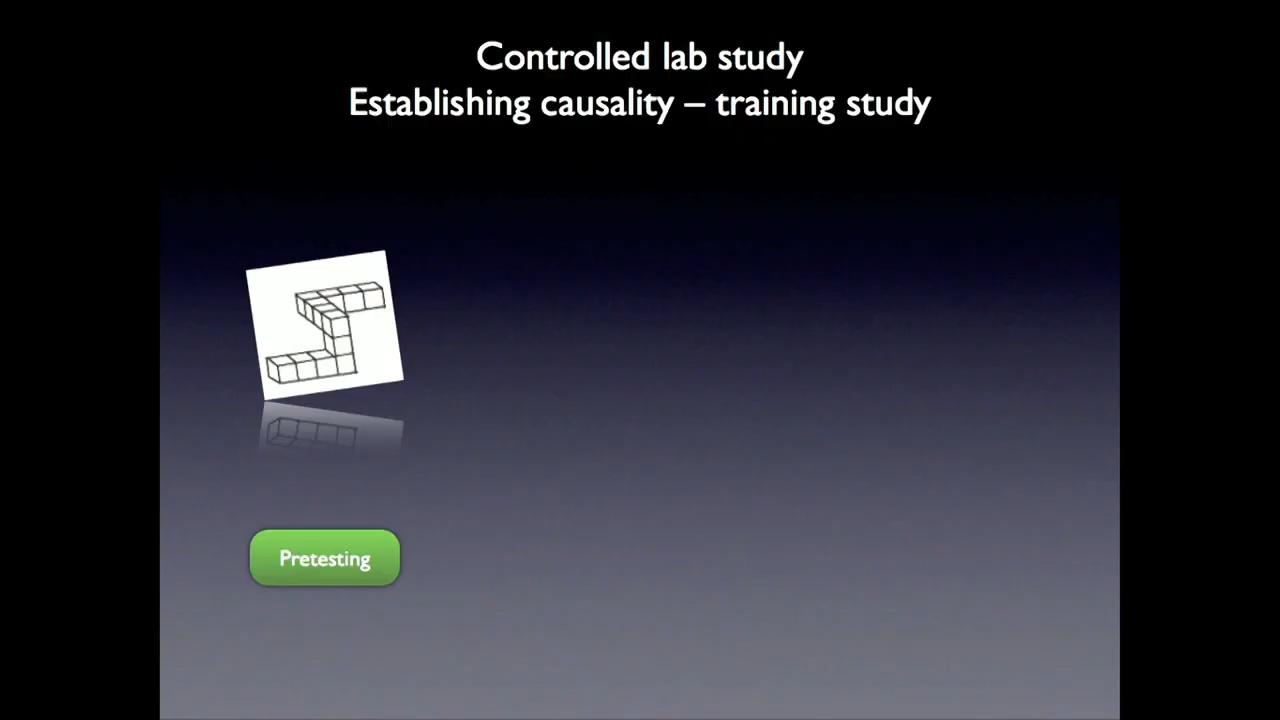 Controlled lab study
Establishing causality – training study
Pretesting